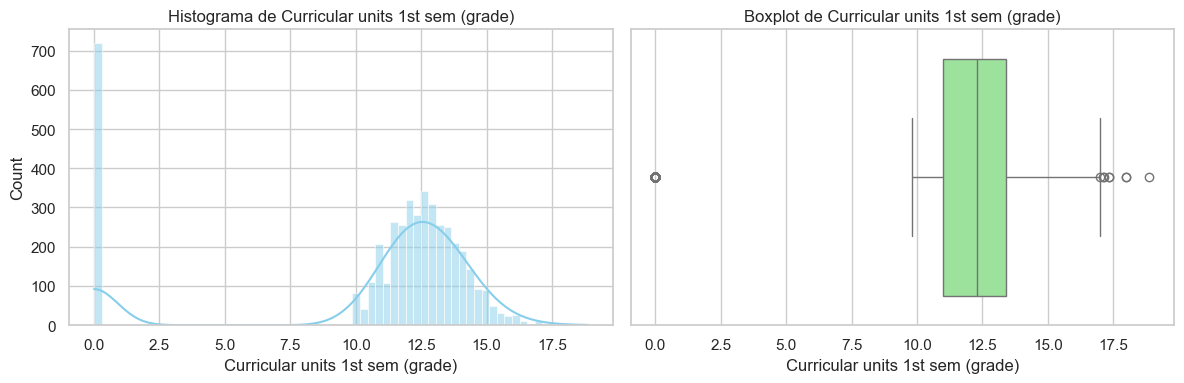 Histograma de Curricular units 1st sem (grade)
Count
700
600
500
400
300
200
100
0
0.0 2.5 5.0 7.5 10.0 12.5 15.0 17.5
Curricular units 1st sem (grade)
Boxplot de Curricular units 1st sem (grade)
0.0 2.5 5.0 7.5 10.0 12.5 15.0 17.5
Curricular units 1st sem (grade)